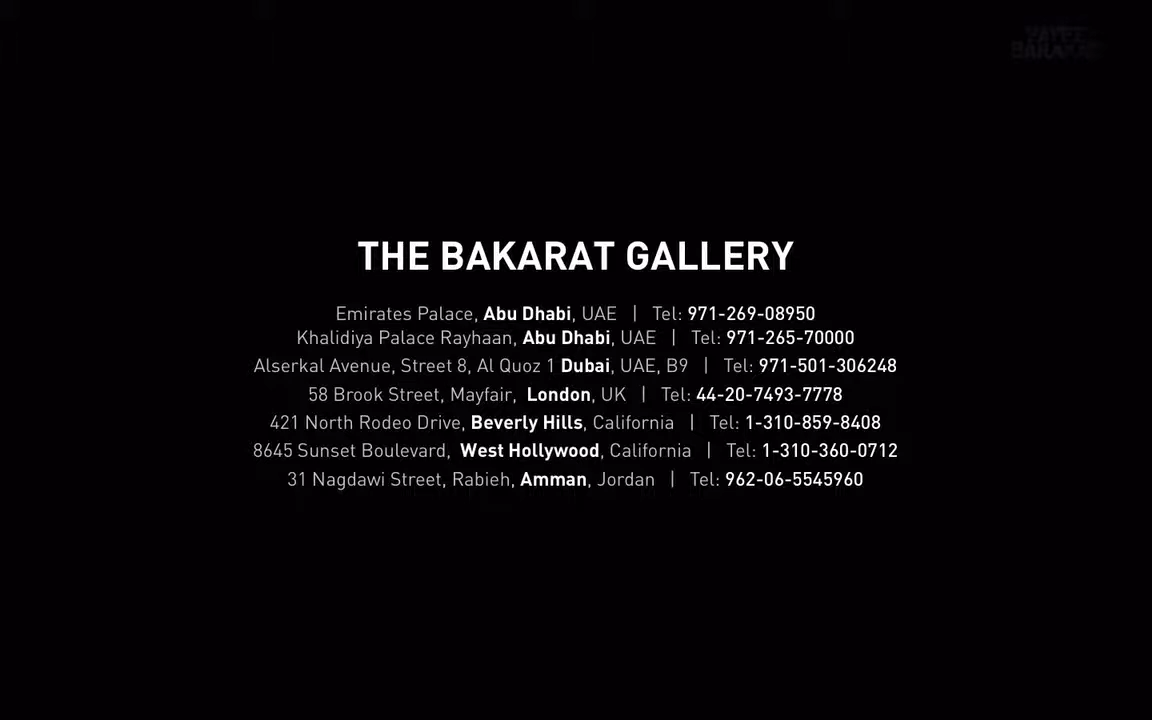 THE BAKARAT GALLERY
Emirates Palace, Abu Dhabi, UAE | Tel: 971-269-08950
Khalidiya Palace Rayhaan, Abu Dhabi, UAE | Tel: 971-265-70000
Alserkal Avenue, Street 8, Al Quoz 1 Dubai, UAE, B9 | Tel: 971-501-306248
58 Brook Street, Mayfair, London, UK | Tel: 44-20-7493-7778
421 North Rodeo Drive, Beverly Hills, California | Tel: 1-310-859-8408
8645 Sunset Boulevard, West Hollywood, California | Tel: 1-310-360-0712
31 Nagdawi Street, Rabieh, Amman, Jordan | Tel: 962-06-5545960